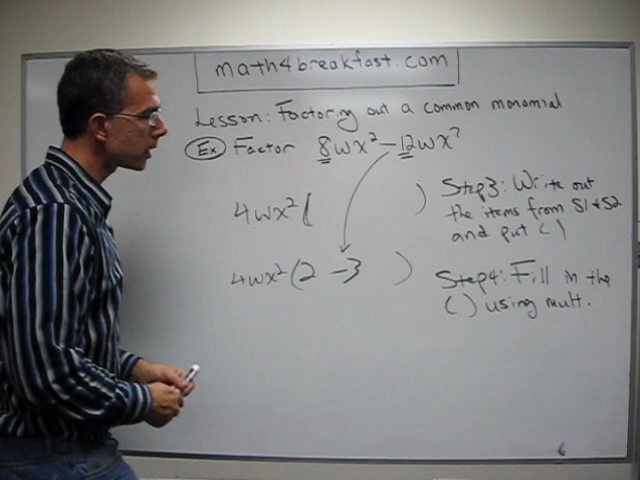 math4breakfast.com
Lesson: Factoring out a common monomial
Ex Factor 8wx² - 12wx⁷
4wx² ( )
Step3: Write out
the items from S1+S2
and put ( )
4wx² (2 -3 )
Step4: Fill in the
( ) using mult.